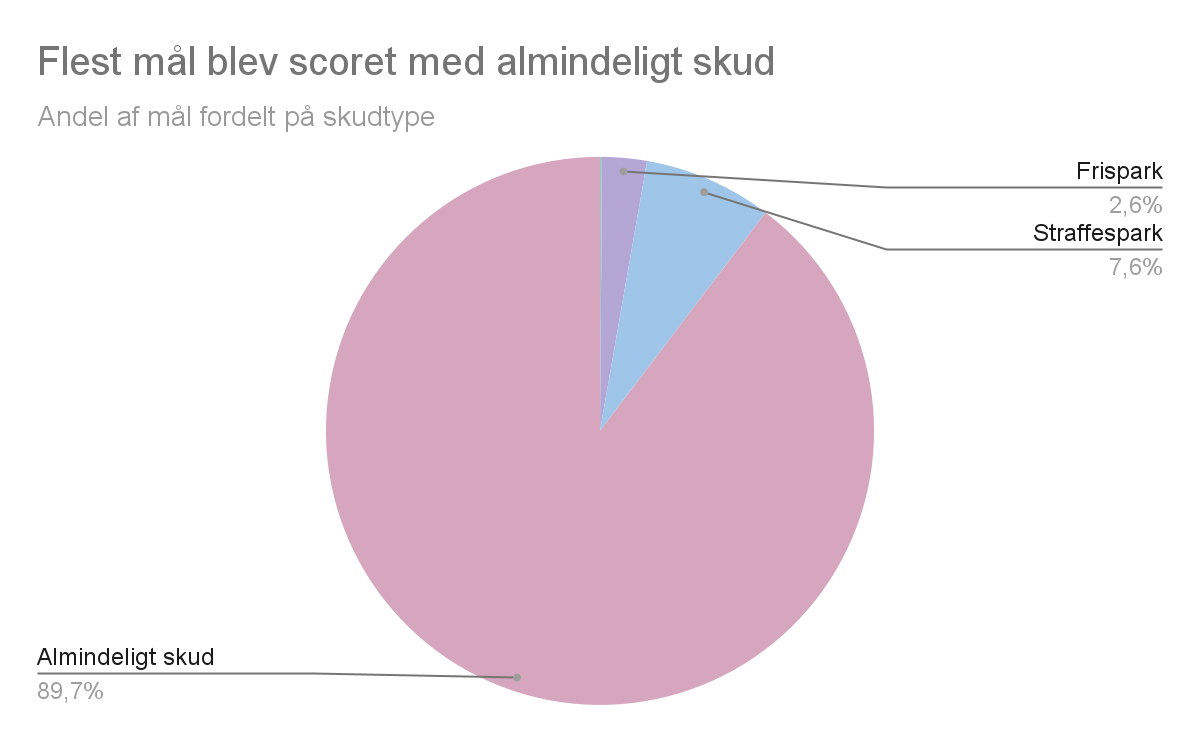 Flest mål blev scoret med almindeligt skud
Andel af mål fordelt på skudtype
Frispark
2,6%
Straffespark
7,6%
Almindeligt skud
89,7%